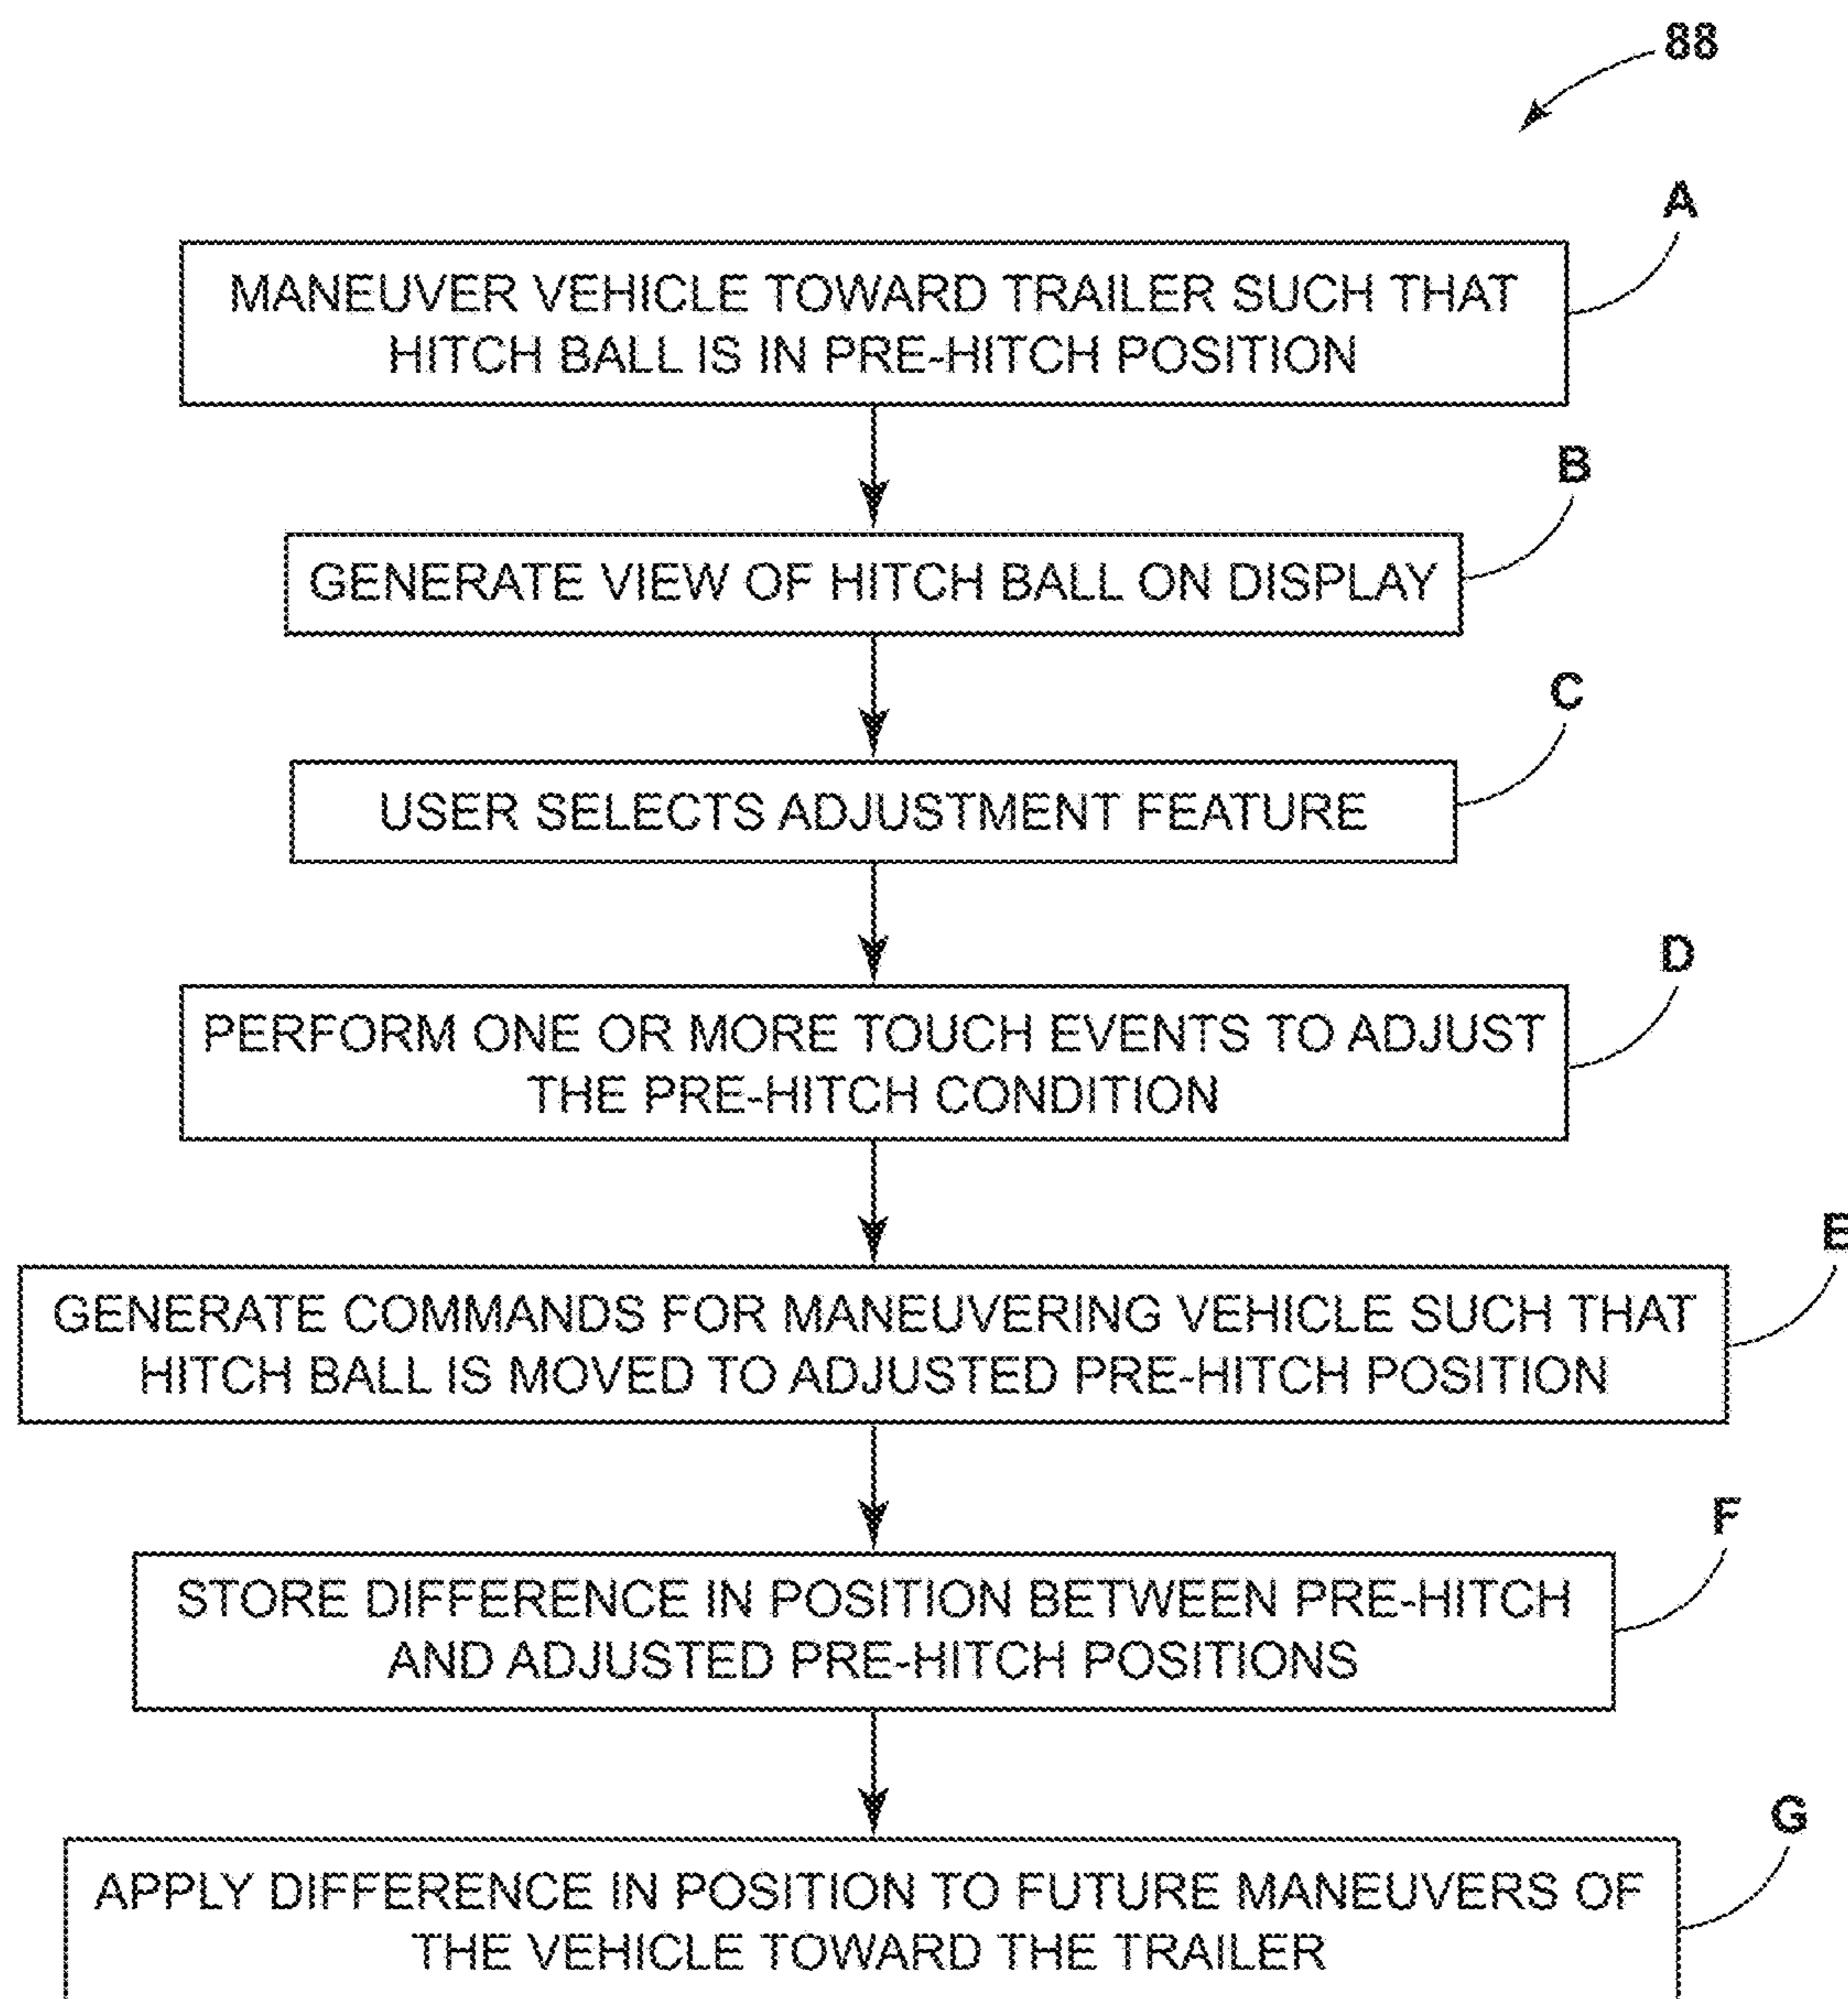 88
A
MANEUVER VEHICLE TOWARD TRAILER SUCH THAT
HITCH BALL IS IN PRE-HITCH POSITION
B
GENERATE VIEW OF HITCH BALL ON DISPLAY
C
USER SELECTS ADJUSTMENT FEATURE
D
PERFORM ONE OR MORE TOUCH EVENTS TO ADJUST
THE PRE-HITCH CONDITION
E
GENERATE COMMANDS FOR MANEUVERING VEHICLE SUCH THAT
HITCH BALL IS MOVED TO ADJUSTED PRE-HITCH POSITION
F
STORE DIFFERENCE IN POSITION BETWEEN PRE-HITCH
AND ADJUSTED PRE-HITCH POSITIONS
G
APPLY DIFFERENCE IN POSITION TO FUTURE MANEUVERS OF
THE VEHICLE TOWARD THE TRAILER